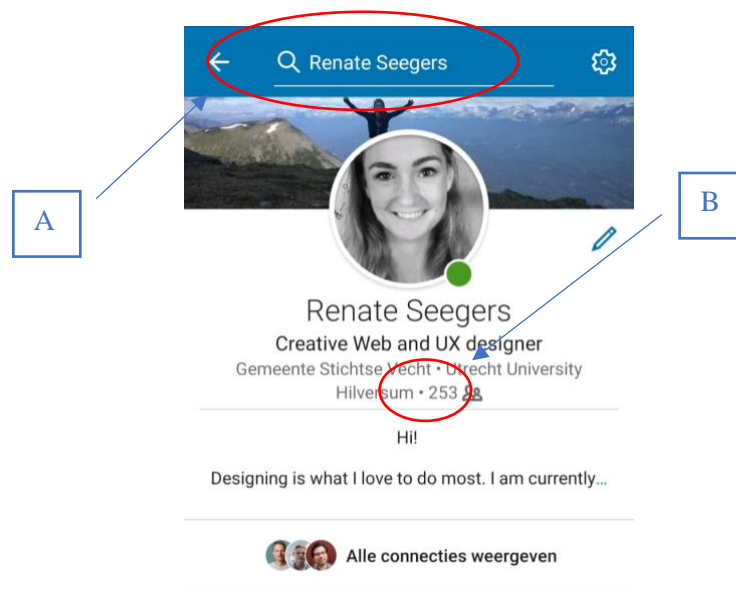 Renate Seegers
A
B
Renate Seegers
Creative Web and UX designer
Gemeente Stichtse Vecht • Utrecht University
Hilversum • 253
Hi!
Designing is what I love to do most. I am currently...
Alle connecties weergeven